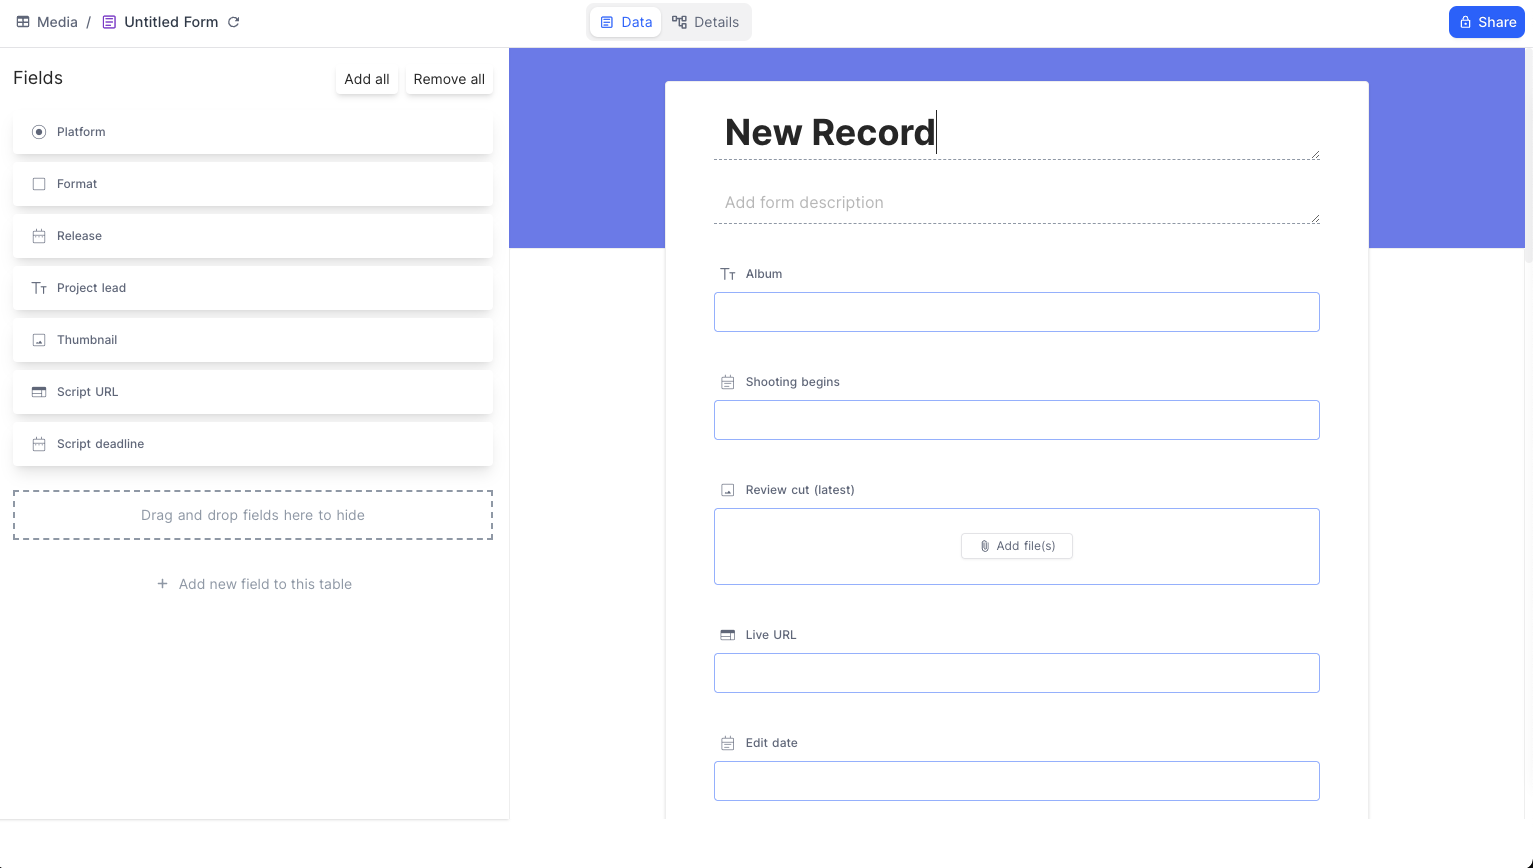 Media / Untitled Form
Data Details
Share
Fields
Add all Remove all
Platform
Format
Release
Project lead
Thumbnail
Script URL
Script deadline
Drag and drop fields here to hide
+ Add new field to this table
New Record
Add form description
Album
Shooting begins
Review cut (latest)
Add file(s)
Live URL
Edit date